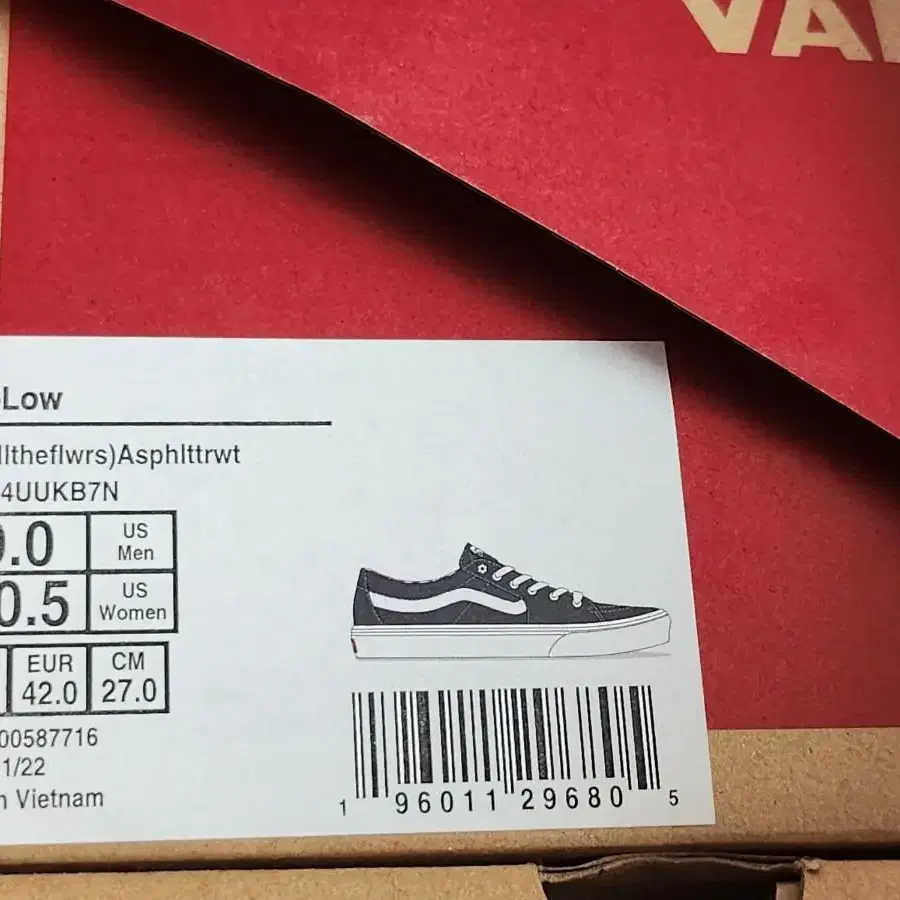 VA
-Low
lltheflwrs)Asphlttrwt
4UUKB7N
.0 US Men
0.5 US Women
EUR 42.0 CM 27.0
00587716
1/22
n Vietnam
1 96011 29680 5